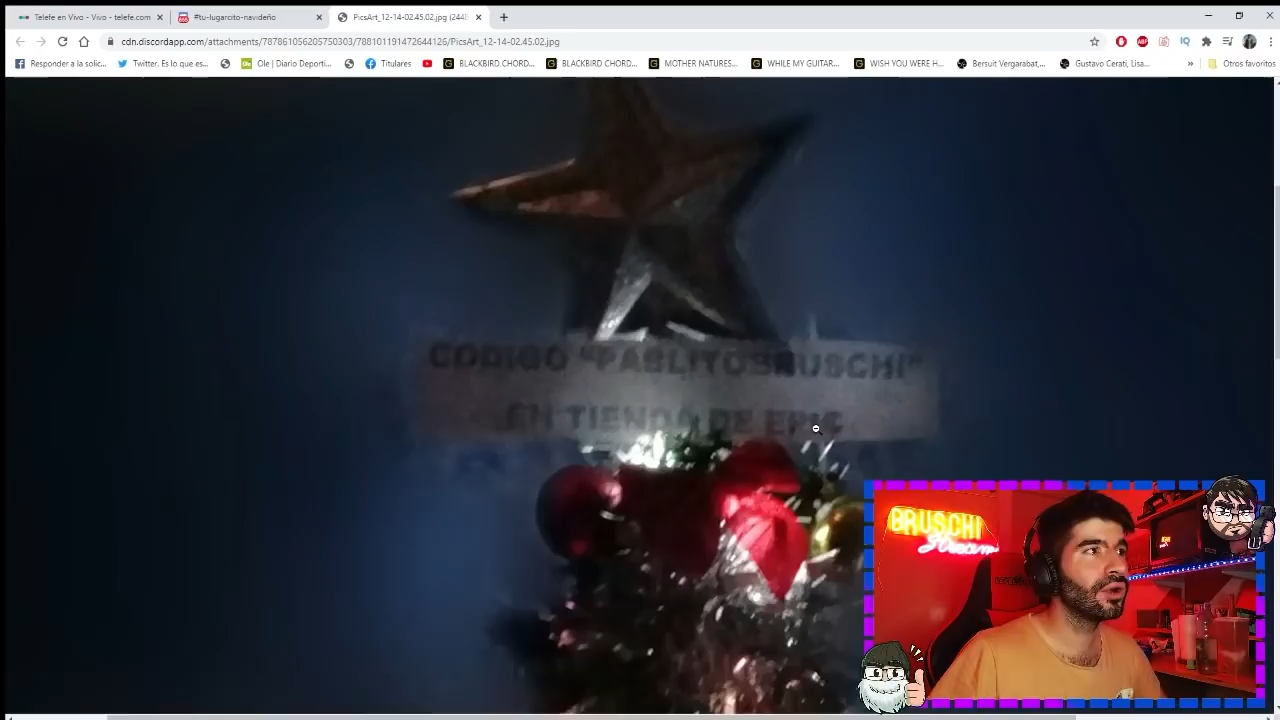 Telefe en Vivo - Vivo - telefe.com
#tu-lugarcito-navideño
PicsArt_12-14-02.45.02.jpg (244
cdn.discordapp.com/attachments/787861056205750303/788101191472644126/PicsArt_12-14-02.45.02.jpg
ABP
IQ
Responder a la solic...
Twitter. Es lo que es...
Ole | Diario Deporti...
Titulares
BLACKBIRD CHORD...
BLACKBIRD CHORD...
MOTHER NATURES...
WHILE MY GUITAR...
WISH YOU WERE H...
Bersuit Vergarabat,...
Gustavo Cerati, Lisa...
»
Otros favoritos
CODIGO "PABLITOBRUSCHI"
EN TIENDA DE EPIC
BRUSCHI
Stream